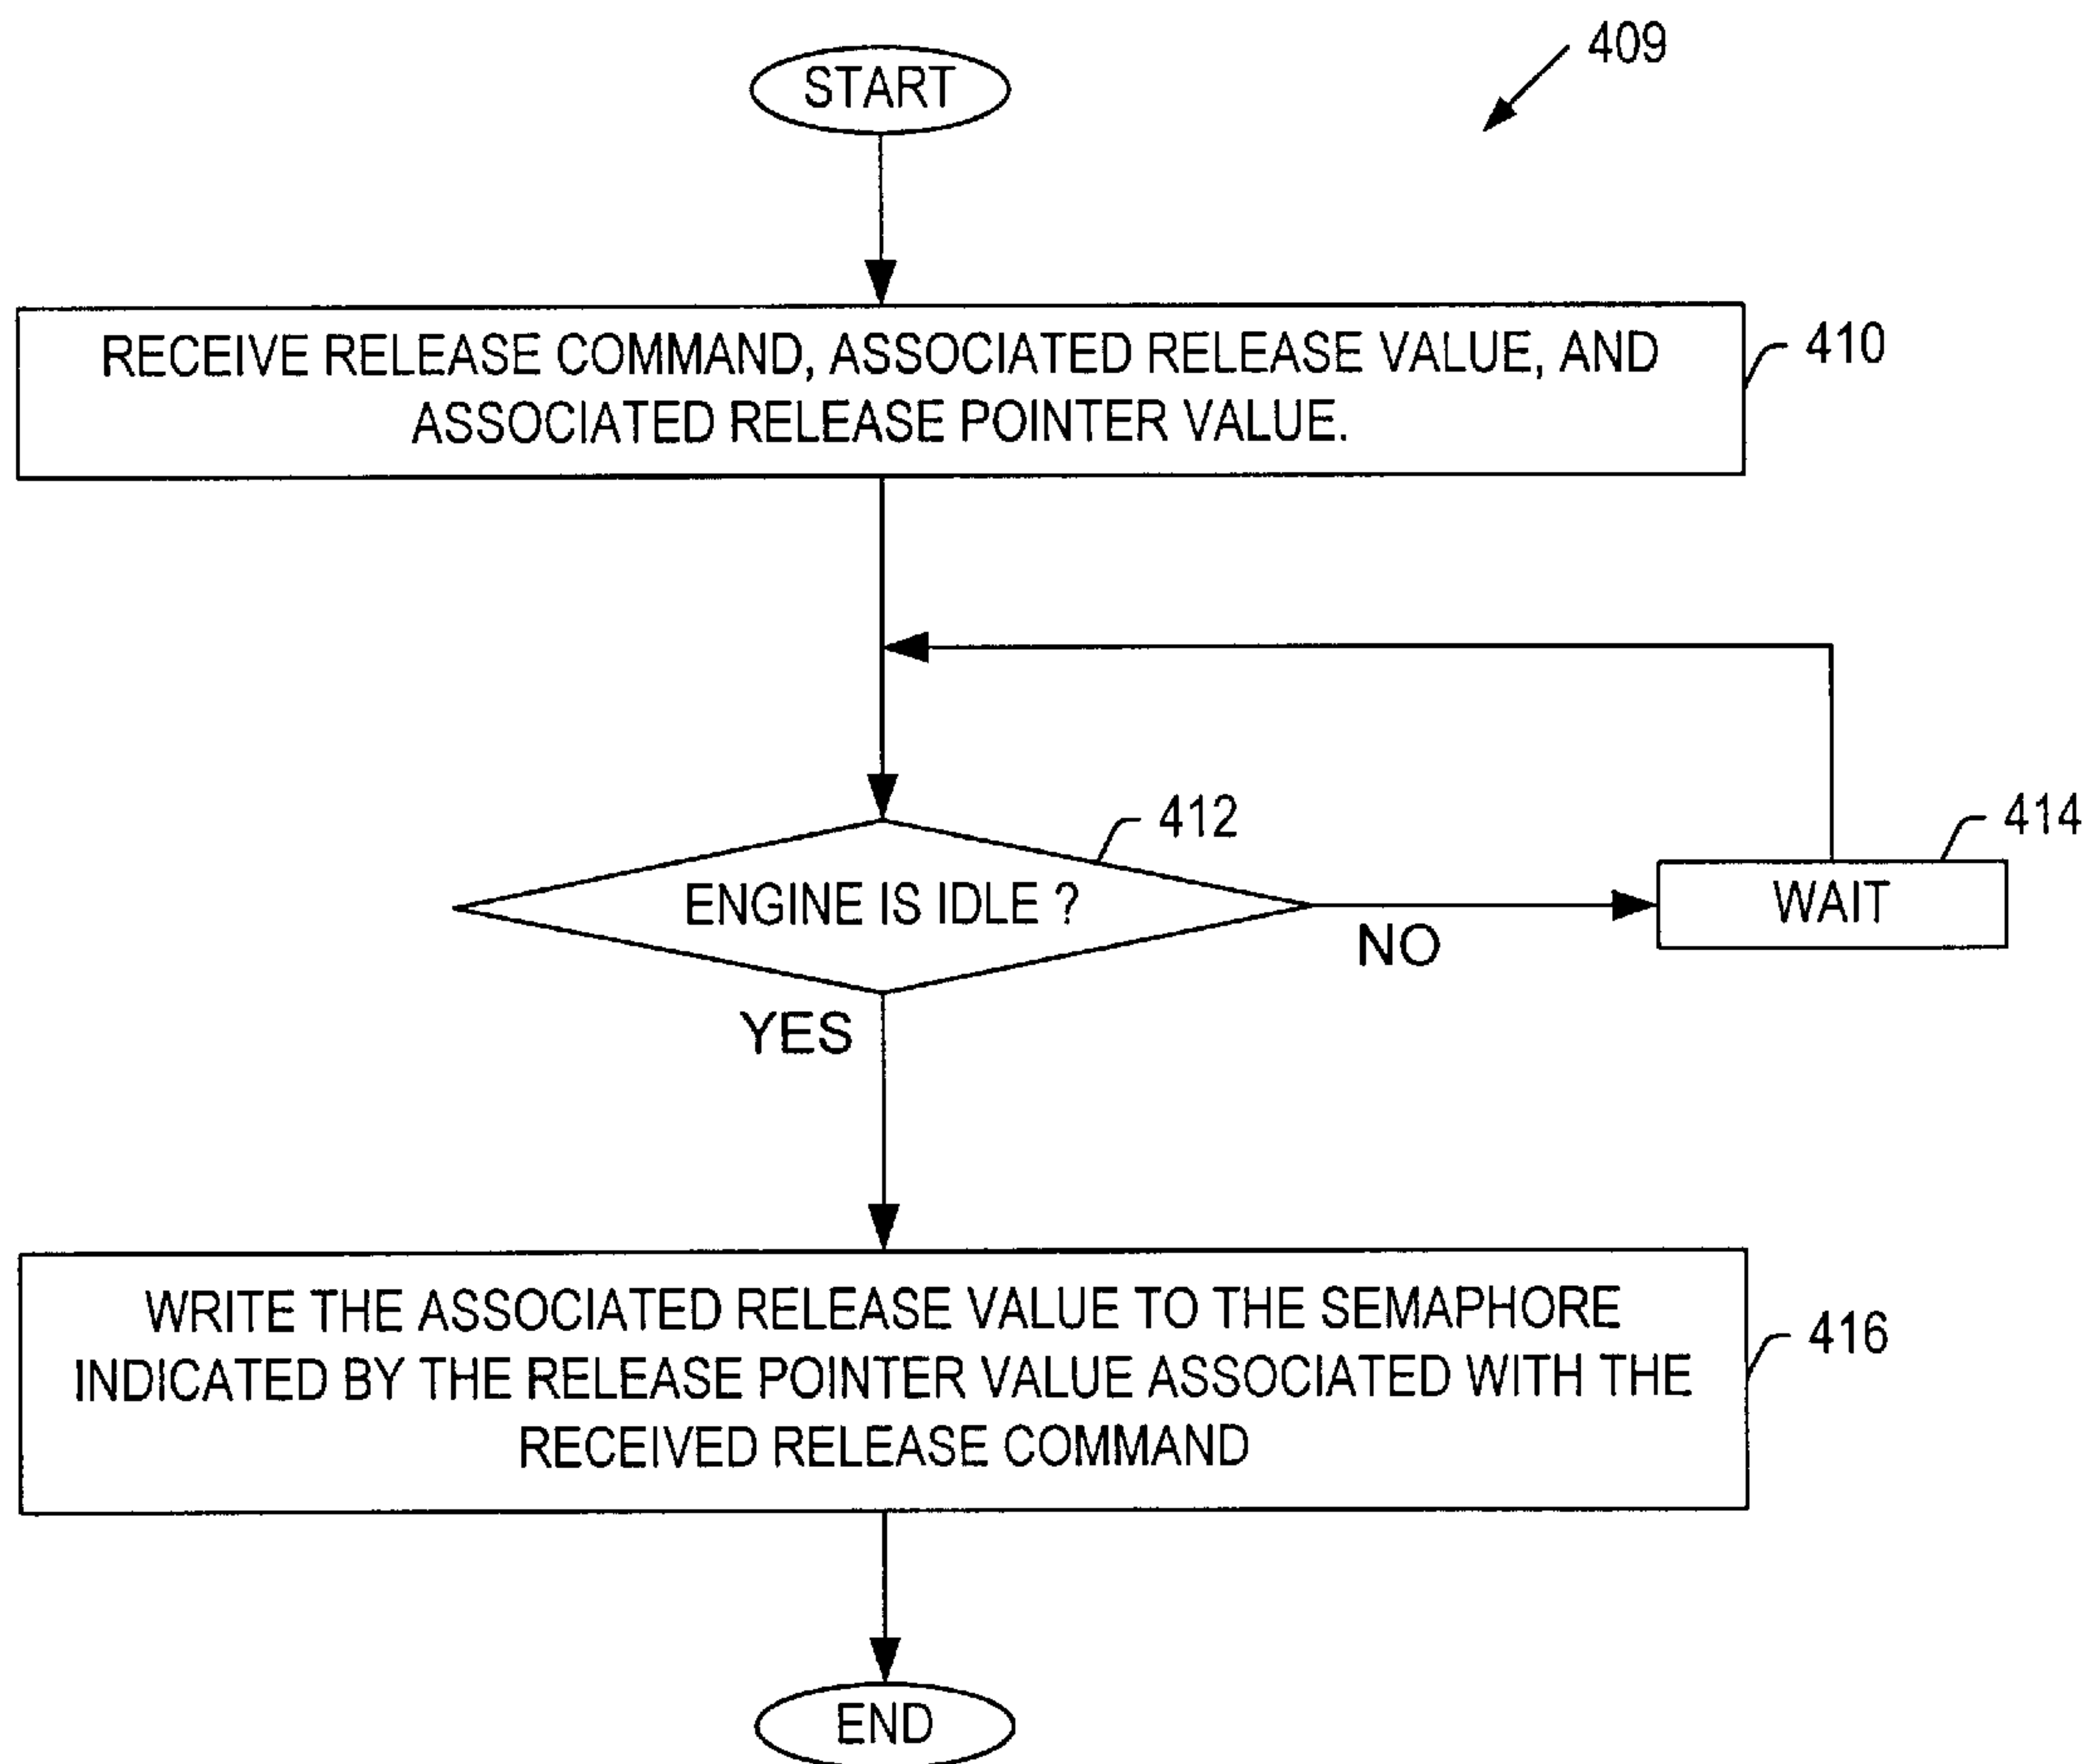 409
START
RECEIVE RELEASE COMMAND, ASSOCIATED RELEASE VALUE, AND
ASSOCIATED RELEASE POINTER VALUE.
410
412
414
ENGINE IS IDLE ?
NO
WAIT
YES
WRITE THE ASSOCIATED RELEASE VALUE TO THE SEMAPHORE
INDICATED BY THE RELEASE POINTER VALUE ASSOCIATED WITH THE
RECEIVED RELEASE COMMAND
416
END